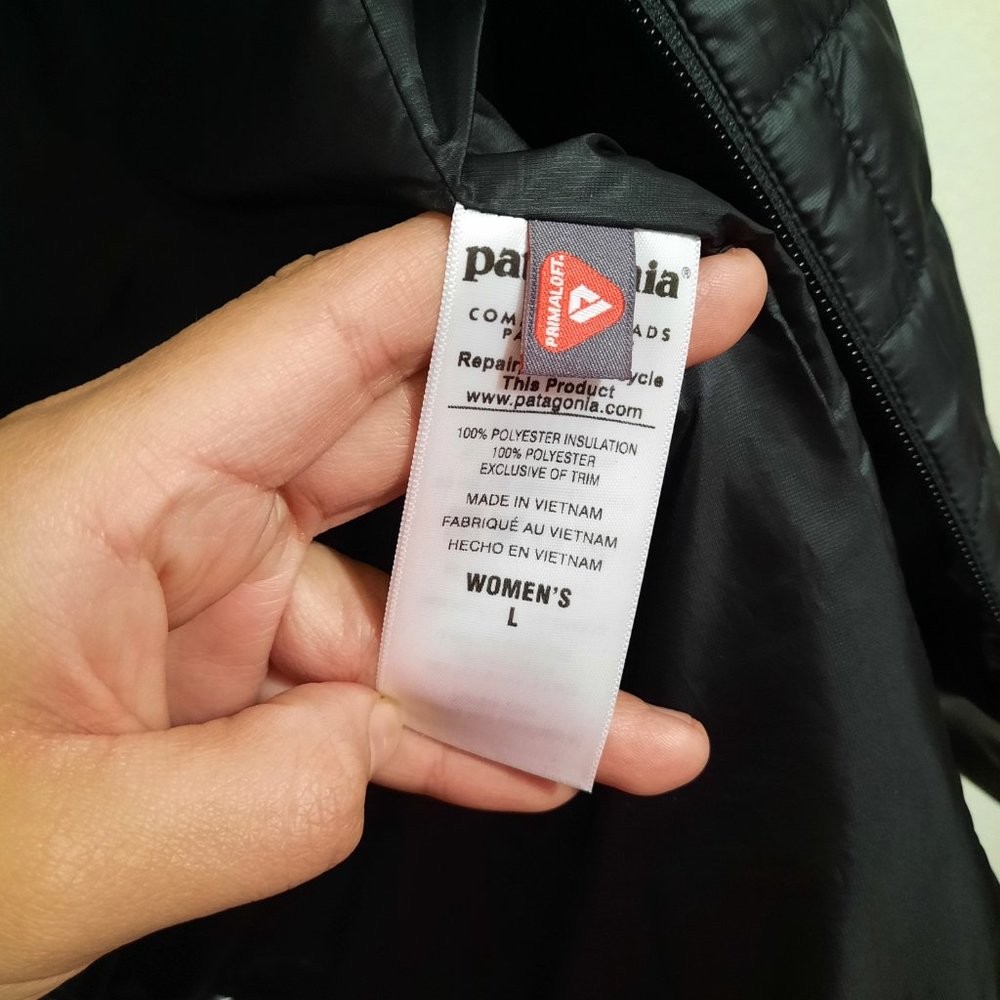 patagonia®
PRIMALOFT.
COM ADS
PA
Repair ycle
This Product
www.patagonia.com
100% POLYESTER INSULATION
100% POLYESTER
EXCLUSIVE OF TRIM
MADE IN VIETNAM
FABRIQUÉ AU VIETNAM
HECHO EN VIETNAM
WOMEN'S
L